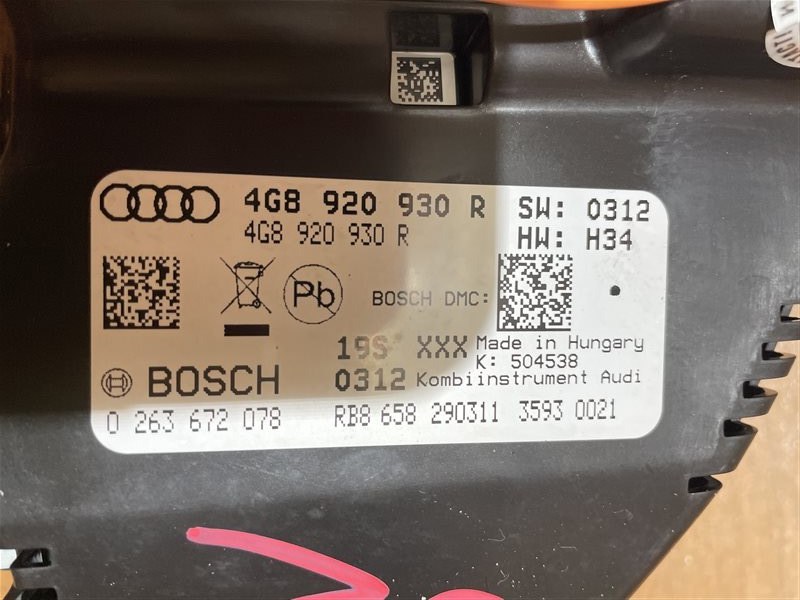 4G8 920 930 R SW: 0312
4G8 920 930 R HW: H34
Pb BOSCH DMC:
19S XXX Made in Hungary
K: 504538
BOSCH 0312 Kombiinstrument Audi
0 263 672 078 RB8 658 290311 3593 0021